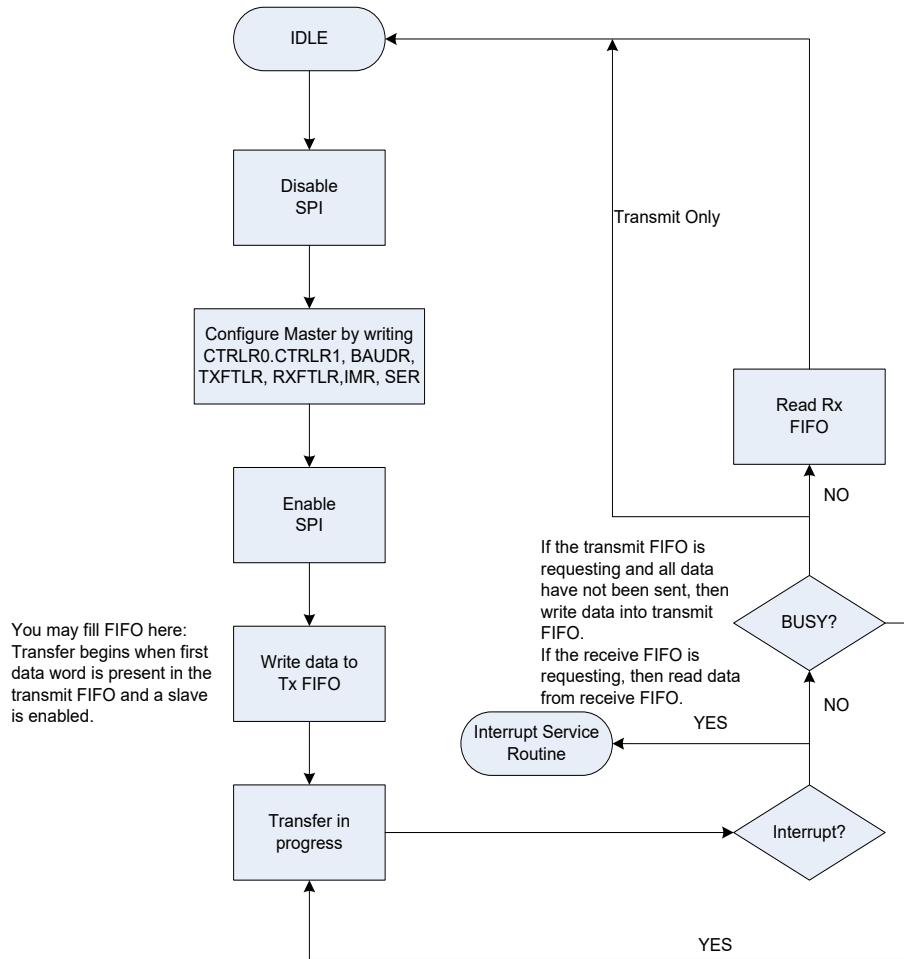 IDLE
Disable
SPI
Transmit Only
Configure Master by writing
CTRLR0.CTRLR1, BAUDR,
TXFTLR, RXFTLR,IMR, SER
Read Rx
FIFO
Enable
SPI
NO
If the transmit FIFO is
requesting and all data
have not been sent, then
write data into transmit
FIFO.
If the receive FIFO is
requesting, then read data
from receive FIFO.
BUSY?
You may fill FIFO here:
Transfer begins when first
data word is present in the
transmit FIFO and a slave
is enabled.
Write data to
Tx FIFO
NO
YES
Interrupt Service
Routine
Transfer in
progress
Interrupt?
YES